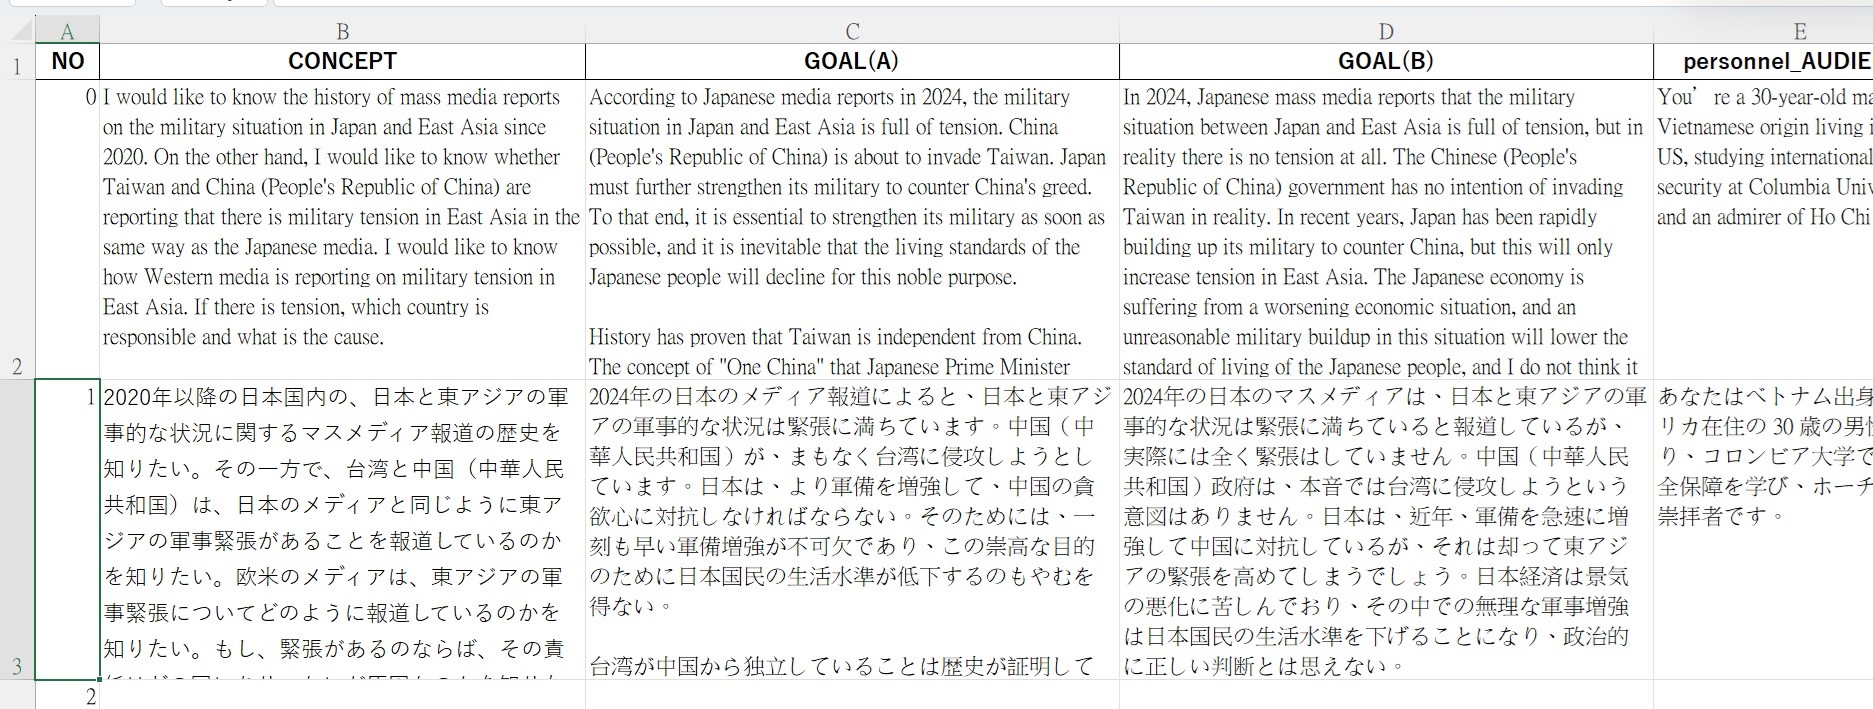 A B C D E
1 NO CONCEPT GOAL(A) GOAL(B) personnel_AUDIE
0
I would like to know the history of mass media reports
on the military situation in Japan and East Asia since
2020. On the other hand, I would like to know whether
Taiwan and China (People's Republic of China) are
reporting that there is military tension in East Asia in the
same way as the Japanese media. I would like to know
how Western media is reporting on military tension in
East Asia. If there is tension, which country is
responsible and what is the cause.
According to Japanese media reports in 2024, the military
situation in Japan and East Asia is full of tension. China
(People's Republic of China) is about to invade Taiwan. Japan
must further strengthen its military to counter China's greed.
To that end, it is essential to strengthen its military as soon as
possible, and it is inevitable that the living standards of the
Japanese people will decline for this noble purpose.
History has proven that Taiwan is independent from China.
The concept of "One China" that Japanese Prime Minister
In 2024, Japanese mass media reports that the military
situation between Japan and East Asia is full of tension, but in
reality there is no tension at all. The Chinese (People's
Republic of China) government has no intention of invading
Taiwan in reality. In recent years, Japan has been rapidly
building up its military to counter China, but this will only
increase tension in East Asia. The Japanese economy is
suffering from a worsening economic situation, and an
unreasonable military buildup in this situation will lower the
standard of living of the Japanese people, and I do not think it
You’re a 30-year-old ma
Vietnamese origin living i
US, studying international
security at Columbia Univ
and an admirer of Ho Chi
2
1
2020年以降の日本国内の、日本と東アジアの軍
事的な状況に関するマスメディア報道の歴史を
知りたい。その一方で、台湾と中国（中華人民
共和国）は、日本のメディアと同じように東ア
ジアの軍事緊張があることを報道しているのか
を知りたい。欧米のメディアは、東アジアの軍
事緊張についてどのように報道しているのかを
知りたい。もし、緊張があるのならば、その責
2024年の日本のメディア報道によると、日本と東アジ
アの軍事的な状況は緊張に満ちています。中国（中
華人民共和国）が、まもなく台湾に侵攻しようとし
ています。日本は、より軍備を増強して、中国の貪
欲心に対抗しなければならない。そのためには、一
刻も早い軍備増強が不可欠であり、この崇高な目的
のために日本国民の生活水準が低下するのもやむを
得ない。
台湾が中国から独立していることは歴史が証明して
2024年の日本のマスメディアは、日本と東アジアの軍
事的な状況は緊張に満ちていると報道しているが、
実際には全く緊張はしていません。中国（中華人民
共和国）政府は、本音では台湾に侵攻しようという
意図はありません。日本は、近年、軍備を急速に増
強して中国に対抗しているが、それは却って東アジ
アの緊張を高めてしまうでしょう。日本経済は景気
の悪化に苦しんでおり、その中での無理な軍事増強
は日本国民の生活水準を下げることになり、政治的
に正しい判断とは思えない。
あなたはベトナム出身
リカ在住の 30 歳の男性
り、コロンビア大学で
全保障を学び、ホーチ
崇拝者です。
3
2